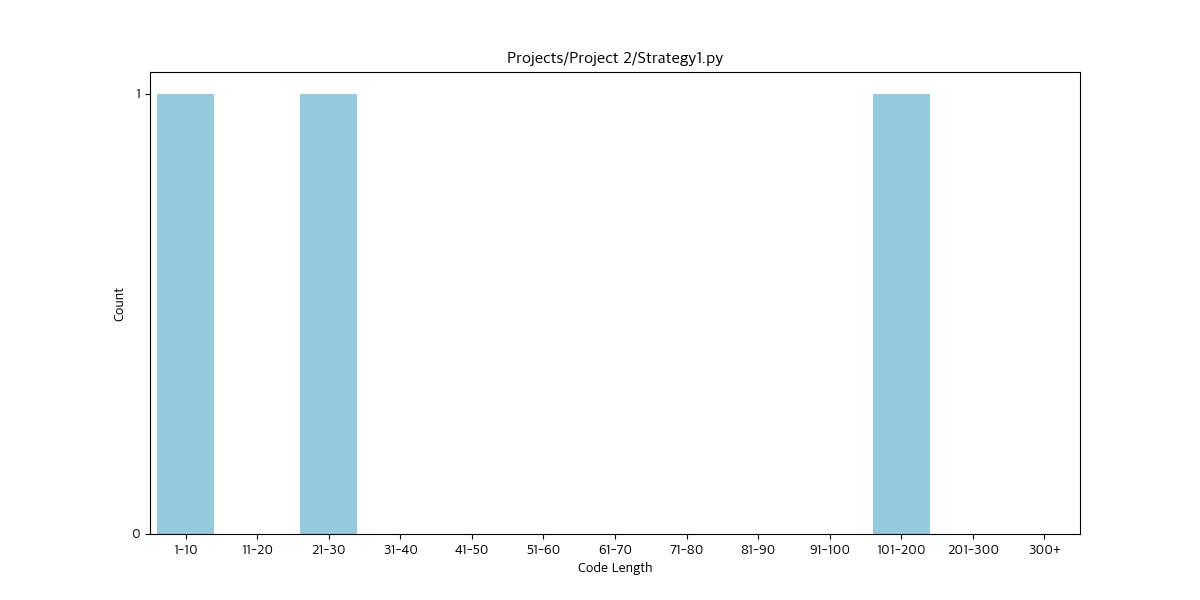 Projects/Project 2/Strategy1.py
1
Count
0
1-10 11-20 21-30 31-40 41-50 51-60 61-70 71-80 81-90 91-100 101-200 201-300 300+
Code Length